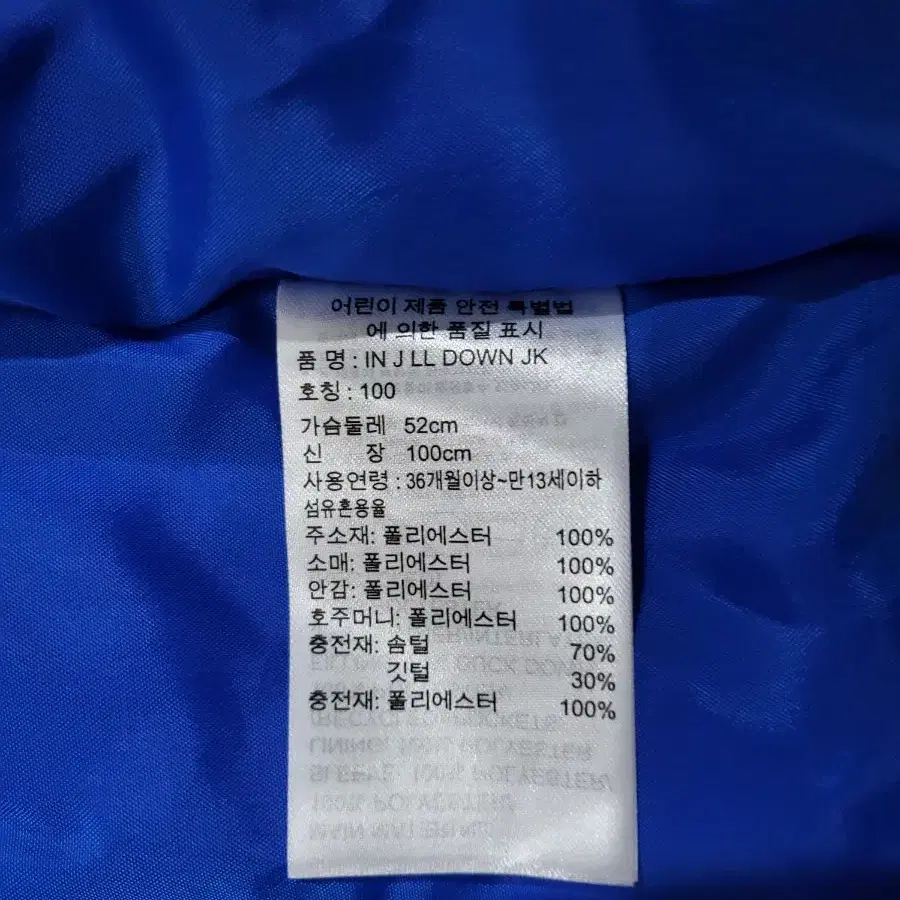 어린이 제품 안전 특별법
에 의한 품질 표시
품 명 : IN J LL DOWN JK
호칭 : 100
가슴둘레 52cm
신 장 100cm
사용연령 : 36개월이상~만13세이하
섬유혼용율
주소재: 폴리에스터 100%
소매: 폴리에스터 100%
안감: 폴리에스터 100%
호주머니: 폴리에스터 100%
충전재: 솜털 70%
깃털 30%
충전재: 폴리에스터 100%